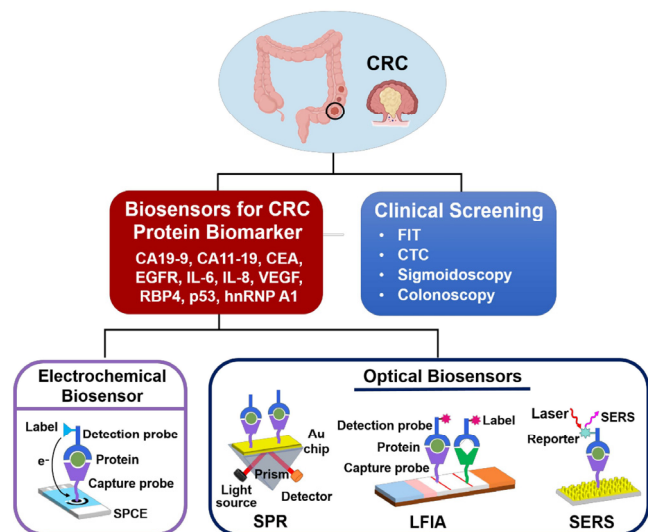 CRC
Biosensors for CRC
Protein Biomarker
CA19-9, CA11-19, CEA,
EGFR, IL-6, IL-8, VEGF,
RBP4, p53, hnRNP A1
Clinical Screening
• FIT
• CTC
• Sigmoidoscopy
• Colonoscopy
Electrochemical
Biosensor
Label
Detection probe
e-
Protein
Capture probe
SPCE
Optical Biosensors
Au
chip
Prism
Light
source
Detector
SPR
Detection probe
Label
Protein
Capture probe
LFIA
Laser
SERS
Reporter
SERS